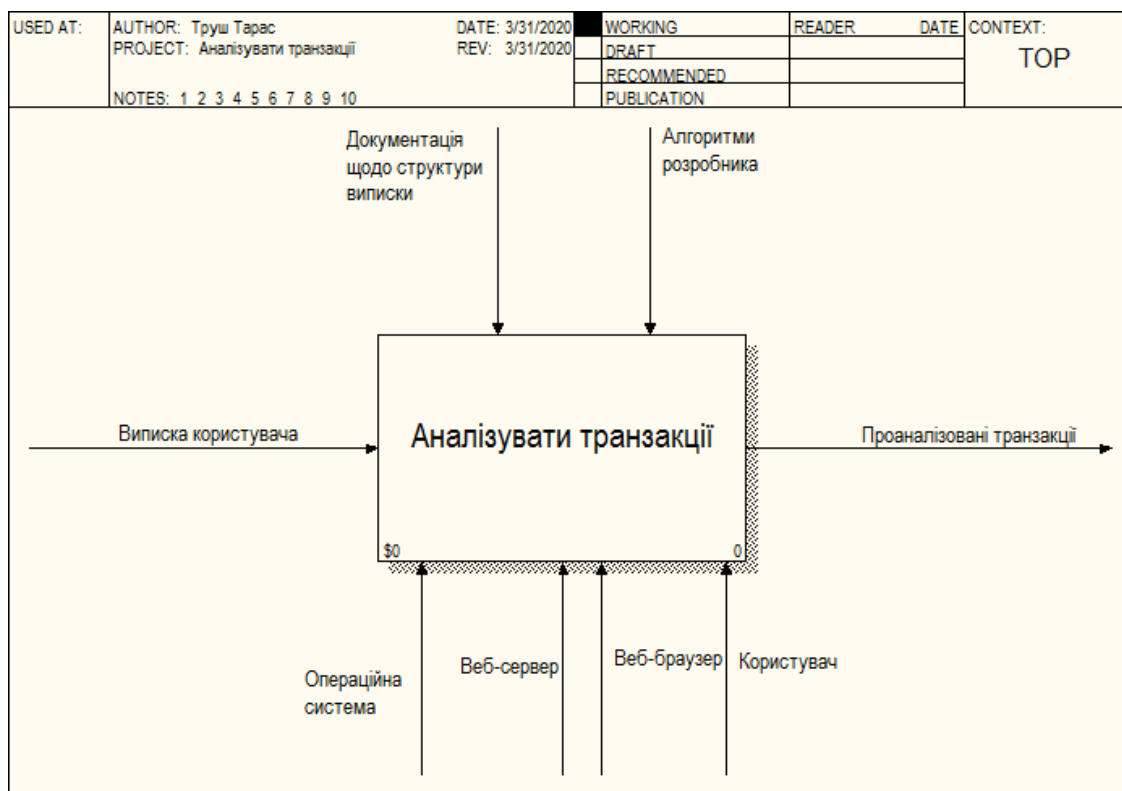 USED AT:
AUTHOR: Труш Тарас
DATE: 3/31/2020
WORKING
READER
DATE
CONTEXT:
PROJECT: Аналізувати транзакції
REV: 3/31/2020
DRAFT
TOP
RECOMMENDED
NOTES: 1 2 3 4 5 6 7 8 9 10
PUBLICATION
Документація
щодо структури
виписки
Алгоритми
розробника
Виписка користувача
Аналізувати транзакції
Проаналізовані транзакції
$0
0
Операційна
система
Веб-сервер
Веб-браузер
Користувач